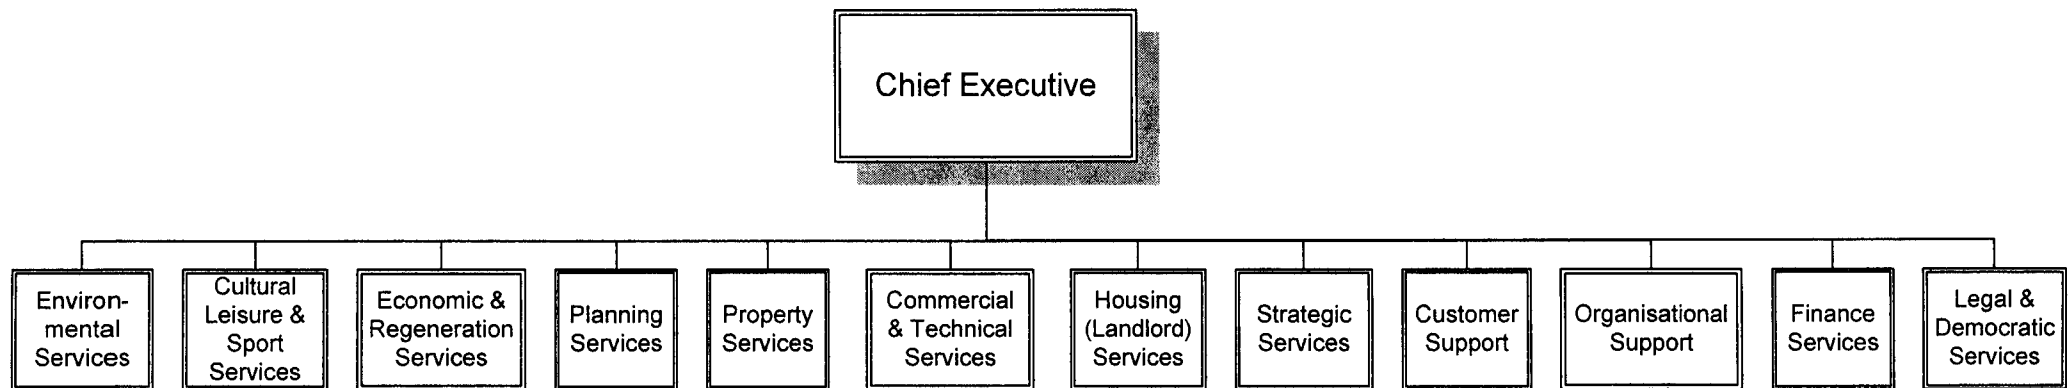 Chief Executive
Environ-
mental
Services
Cultural
Leisure &
Sport
Services
Economic &
Regeneration
Services
Planning
Services
Property
Services
Commercial
& Technical
Services
Housing
(Landlord)
Services
Strategic
Services
Customer
Support
Organisational
Support
Finance
Services
Legal &
Democratic
Services